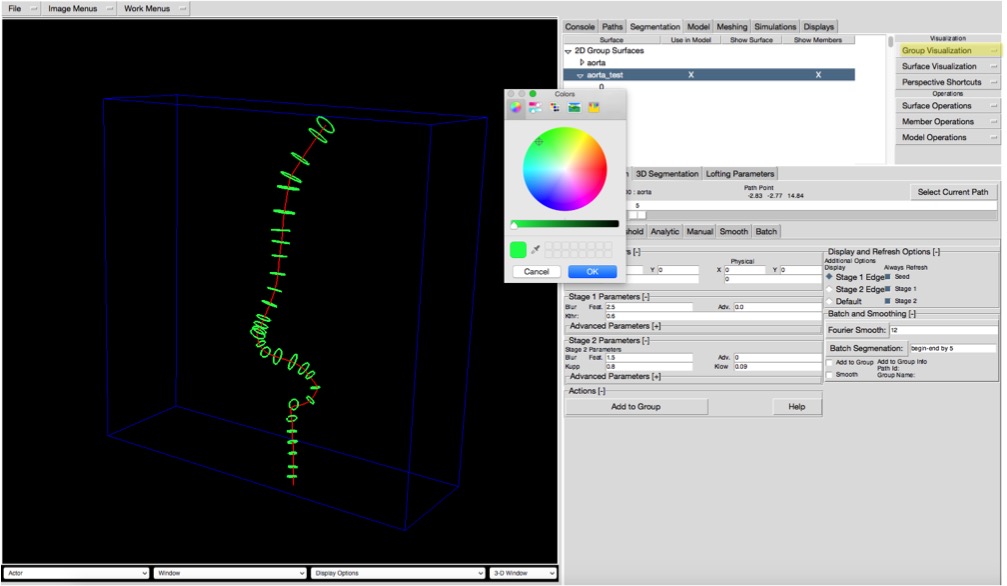 File Image Menus Work Menus
Console Paths Segmentation Model Meshing Simulations Displays
Surface Use in Model Show Surface Show Members
2D Group Surfaces
aorta
aorta_test X X
0
Visualization
Group Visualization
Surface Visualization
Perspective Shortcuts
Operations
Surface Operations
Member Operations
Model Operations
Colors
Cancel OK
3D Segmentation Lofting Parameters
: aorta
Path Point
-2.83 -2.77 14.84
Select Current Path
5
Analytic Manual Smooth Batch
Physical
Y 0 X 0 Y 0
0
Stage 1 Parameters [-]
Blur Feat. 2.5 Adv. 0.0
Kthr: 0.6
Advanced Parameters [+]
Stage 2 Parameters [-]
Stage 2 Parameters
Blur Feat. 1.5 Adv. 0
Kupp 0.8 Klow 0.09
Advanced Parameters [+]
Actions [-]
Add to Group Help
Display and Refresh Options [-]
Additional Options
Display Always Refresh
Stage 1 Edge Seed
Stage 2 Edge Stage 1
Default Stage 2
Batch and Smoothing [-]
Fourier Smooth: 12
Batch Segmenation: begin-end by 5
Add to Group Add to Group Info
Path Id:
Smooth Group Name:
Actor Window Display Options 3-D Window